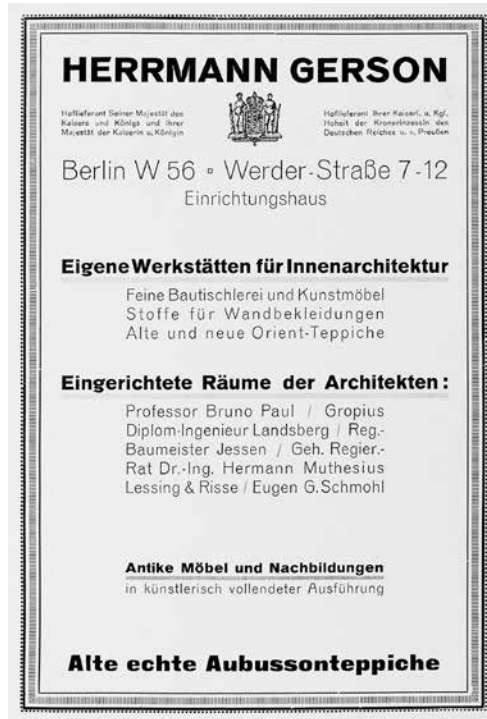 HERRMANN GERSON
Hoflieferant Seiner Majestät des
Kaisers und Königs und Ihrer
Majestät der Kaiserin u. Königin
Hoflieferant Ihrer Kaiserl. u. Kgl.
Hoheit der Kronprinzessin des
Deutschen Reiches u. v. Preußen
Berlin W 56 ▫ Werder-Straße 7-12
Einrichtungshaus
Eigene Werkstätten für Innenarchitektur
Feine Bautischlerei und Kunstmöbel
Stoffe für Wandbekleidungen
Alte und neue Orient-Teppiche
Eingerichtete Räume der Architekten:
Professor Bruno Paul / Gropius
Diplom-Ingenieur Landsberg / Reg.-
Baumeister Jessen / Geh. Regier.-
Rat Dr.-Ing. Hermann Muthesius
Lessing & Risse / Eugen G. Schmohl
Antike Möbel und Nachbildungen
in künstlerisch vollendeter Ausführung
Alte echte Aubussonteppiche